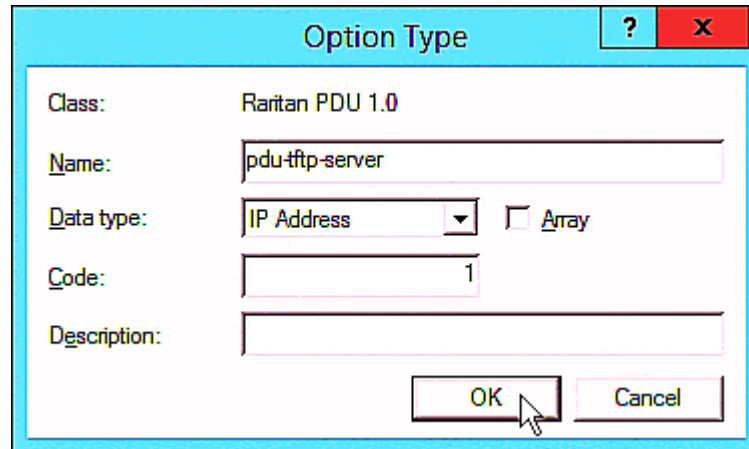 Option Type
?
x
Class: Raritan PDU 1.0
Name: pdu-tftp-server
Data type: IP Address Array
Code: 1
Description:
OK Cancel